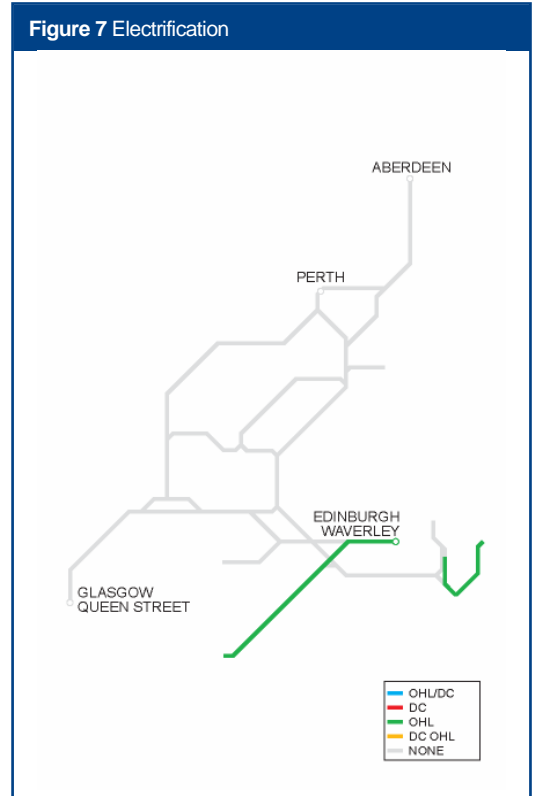 Figure 7 Electrification
ABERDEEN
PERTH
EDINBURGH
WAVERLEY
GLASGOW
QUEEN STREET
OHL/DC
DC
OHL
DC OHL
NONE